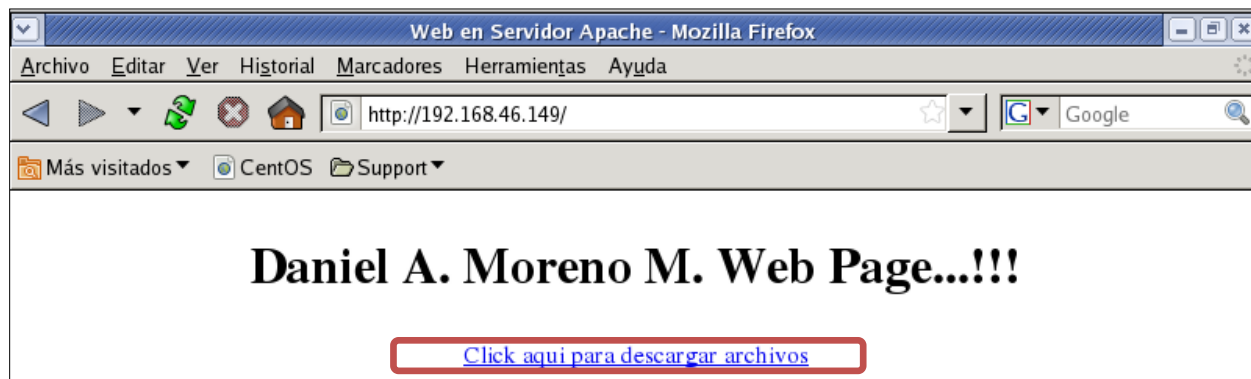 Web en Servidor Apache - Mozilla Firefox
Archivo Editar Ver Historial Marcadores Herramientas Ayuda
http://192.168.46.149/ G Google
Más visitados CentOS Support
Daniel A. Moreno M. Web Page...!!!
Click aqui para descargar archivos